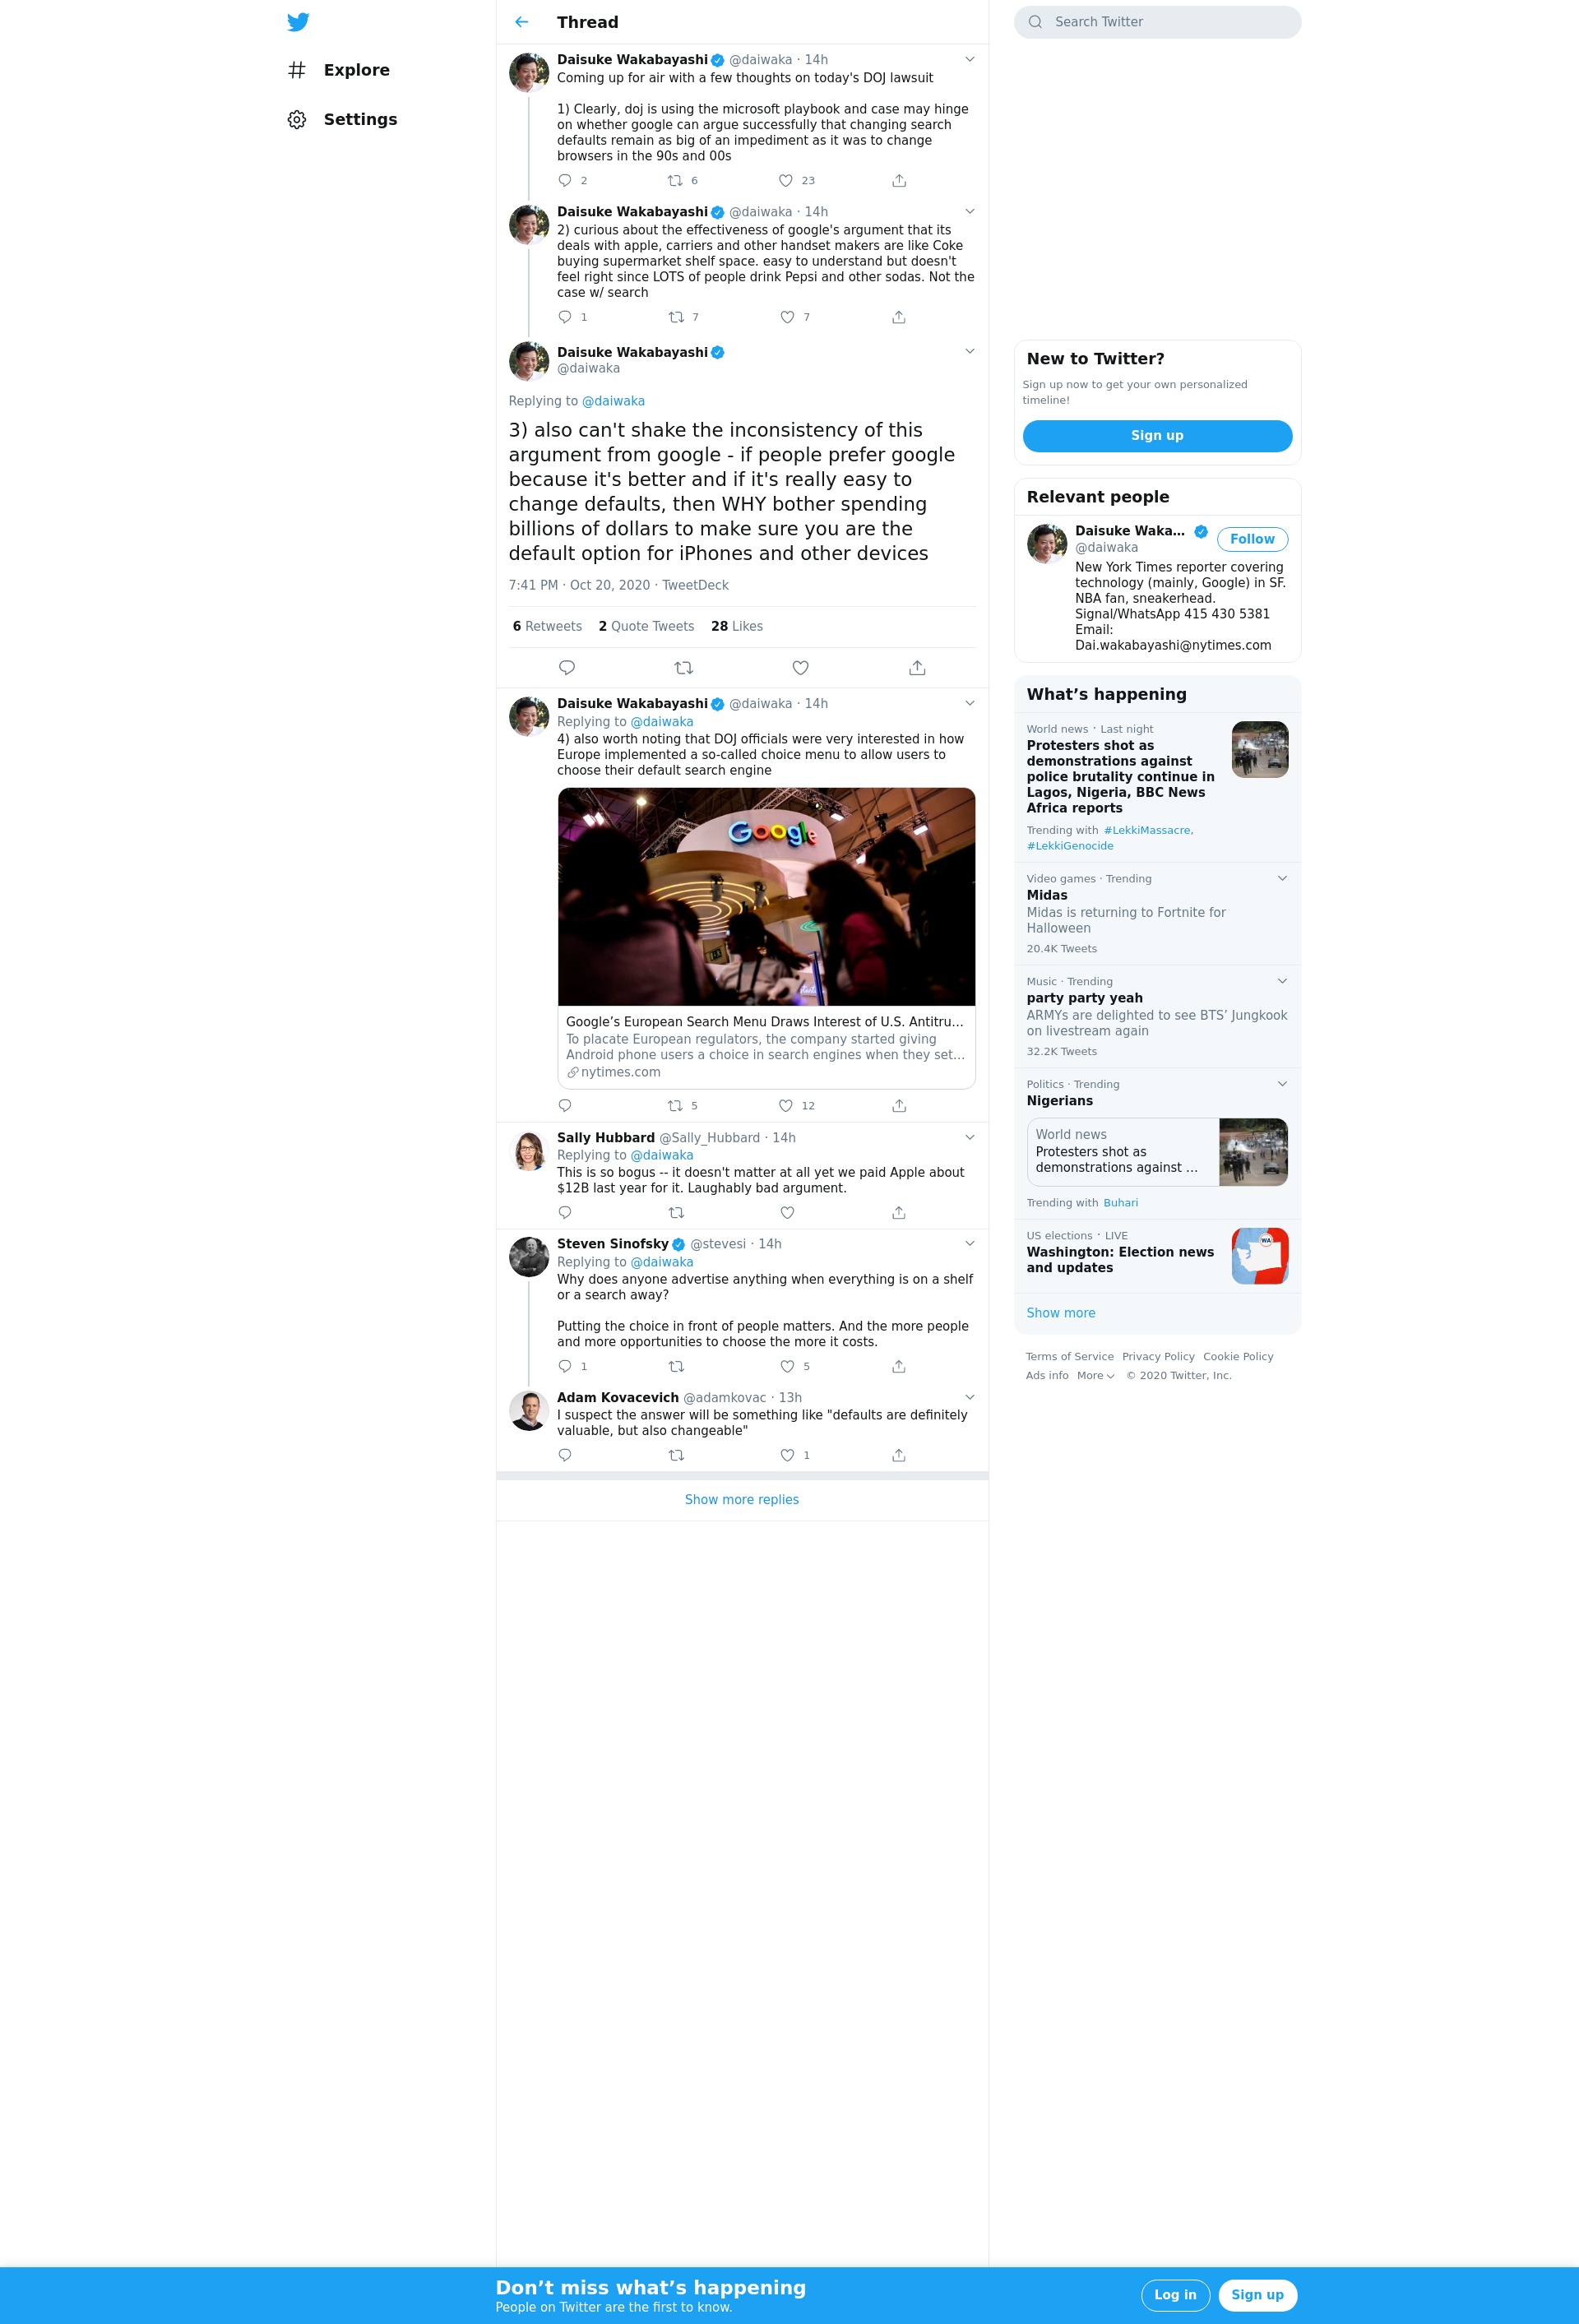 Explore
Settings
Thread
Daisuke Wakabayashi @daiwaka · 14h
Coming up for air with a few thoughts on today's DOJ lawsuit
1) Clearly, doj is using the microsoft playbook and case may hinge
on whether google can argue successfully that changing search
defaults remain as big of an impediment as it was to change
browsers in the 90s and 00s
2 6 23
Daisuke Wakabayashi @daiwaka · 14h
2) curious about the effectiveness of google's argument that its
deals with apple, carriers and other handset makers are like Coke
buying supermarket shelf space. easy to understand but doesn't
feel right since LOTS of people drink Pepsi and other sodas. Not the
case w/ search
1 7 7
Daisuke Wakabayashi
@daiwaka
Replying to @daiwaka
3) also can't shake the inconsistency of this
argument from google - if people prefer google
because it's better and if it's really easy to
change defaults, then WHY bother spending
billions of dollars to make sure you are the
default option for iPhones and other devices
7:41 PM · Oct 20, 2020 · TweetDeck
6 Retweets 2 Quote Tweets 28 Likes
Daisuke Wakabayashi @daiwaka · 14h
Replying to @daiwaka
4) also worth noting that DOJ officials were very interested in how
Europe implemented a so-called choice menu to allow users to
choose their default search engine
Google
Google’s European Search Menu Draws Interest of U.S. Antitru…
To placate European regulators, the company started giving
Android phone users a choice in search engines when they set…
nytimes.com
5 12
Sally Hubbard @Sally_Hubbard · 14h
Replying to @daiwaka
This is so bogus -- it doesn't matter at all yet we paid Apple about
$12B last year for it. Laughably bad argument.
Steven Sinofsky @stevesi · 14h
Replying to @daiwaka
Why does anyone advertise anything when everything is on a shelf
or a search away?
Putting the choice in front of people matters. And the more people
and more opportunities to choose the more it costs.
1 5
Adam Kovacevich @adamkovac · 13h
I suspect the answer will be something like "defaults are definitely
valuable, but also changeable"
1
Show more replies
Search Twitter
New to Twitter?
Sign up now to get your own personalized
timeline!
Sign up
Relevant people
Daisuke Waka…
@daiwaka
Follow
New York Times reporter covering
technology (mainly, Google) in SF.
NBA fan, sneakerhead.
Signal/WhatsApp 415 430 5381
Email:
Dai.wakabayashi@nytimes.com
What’s happening
World news · Last night
Protesters shot as
demonstrations against
police brutality continue in
Lagos, Nigeria, BBC News
Africa reports
Trending with #LekkiMassacre,
#LekkiGenocide
Video games · Trending
Midas
Midas is returning to Fortnite for
Halloween
20.4K Tweets
Music · Trending
party party yeah
ARMYs are delighted to see BTS’ Jungkook
on livestream again
32.2K Tweets
Politics · Trending
Nigerians
World news
Protesters shot as
demonstrations against …
Trending with Buhari
US elections · LIVE
Washington: Election news
and updates
WA
Show more
Terms of Service Privacy Policy Cookie Policy
Ads info More © 2020 Twitter, Inc.
Don’t miss what’s happening
People on Twitter are the first to know.
Log in
Sign up